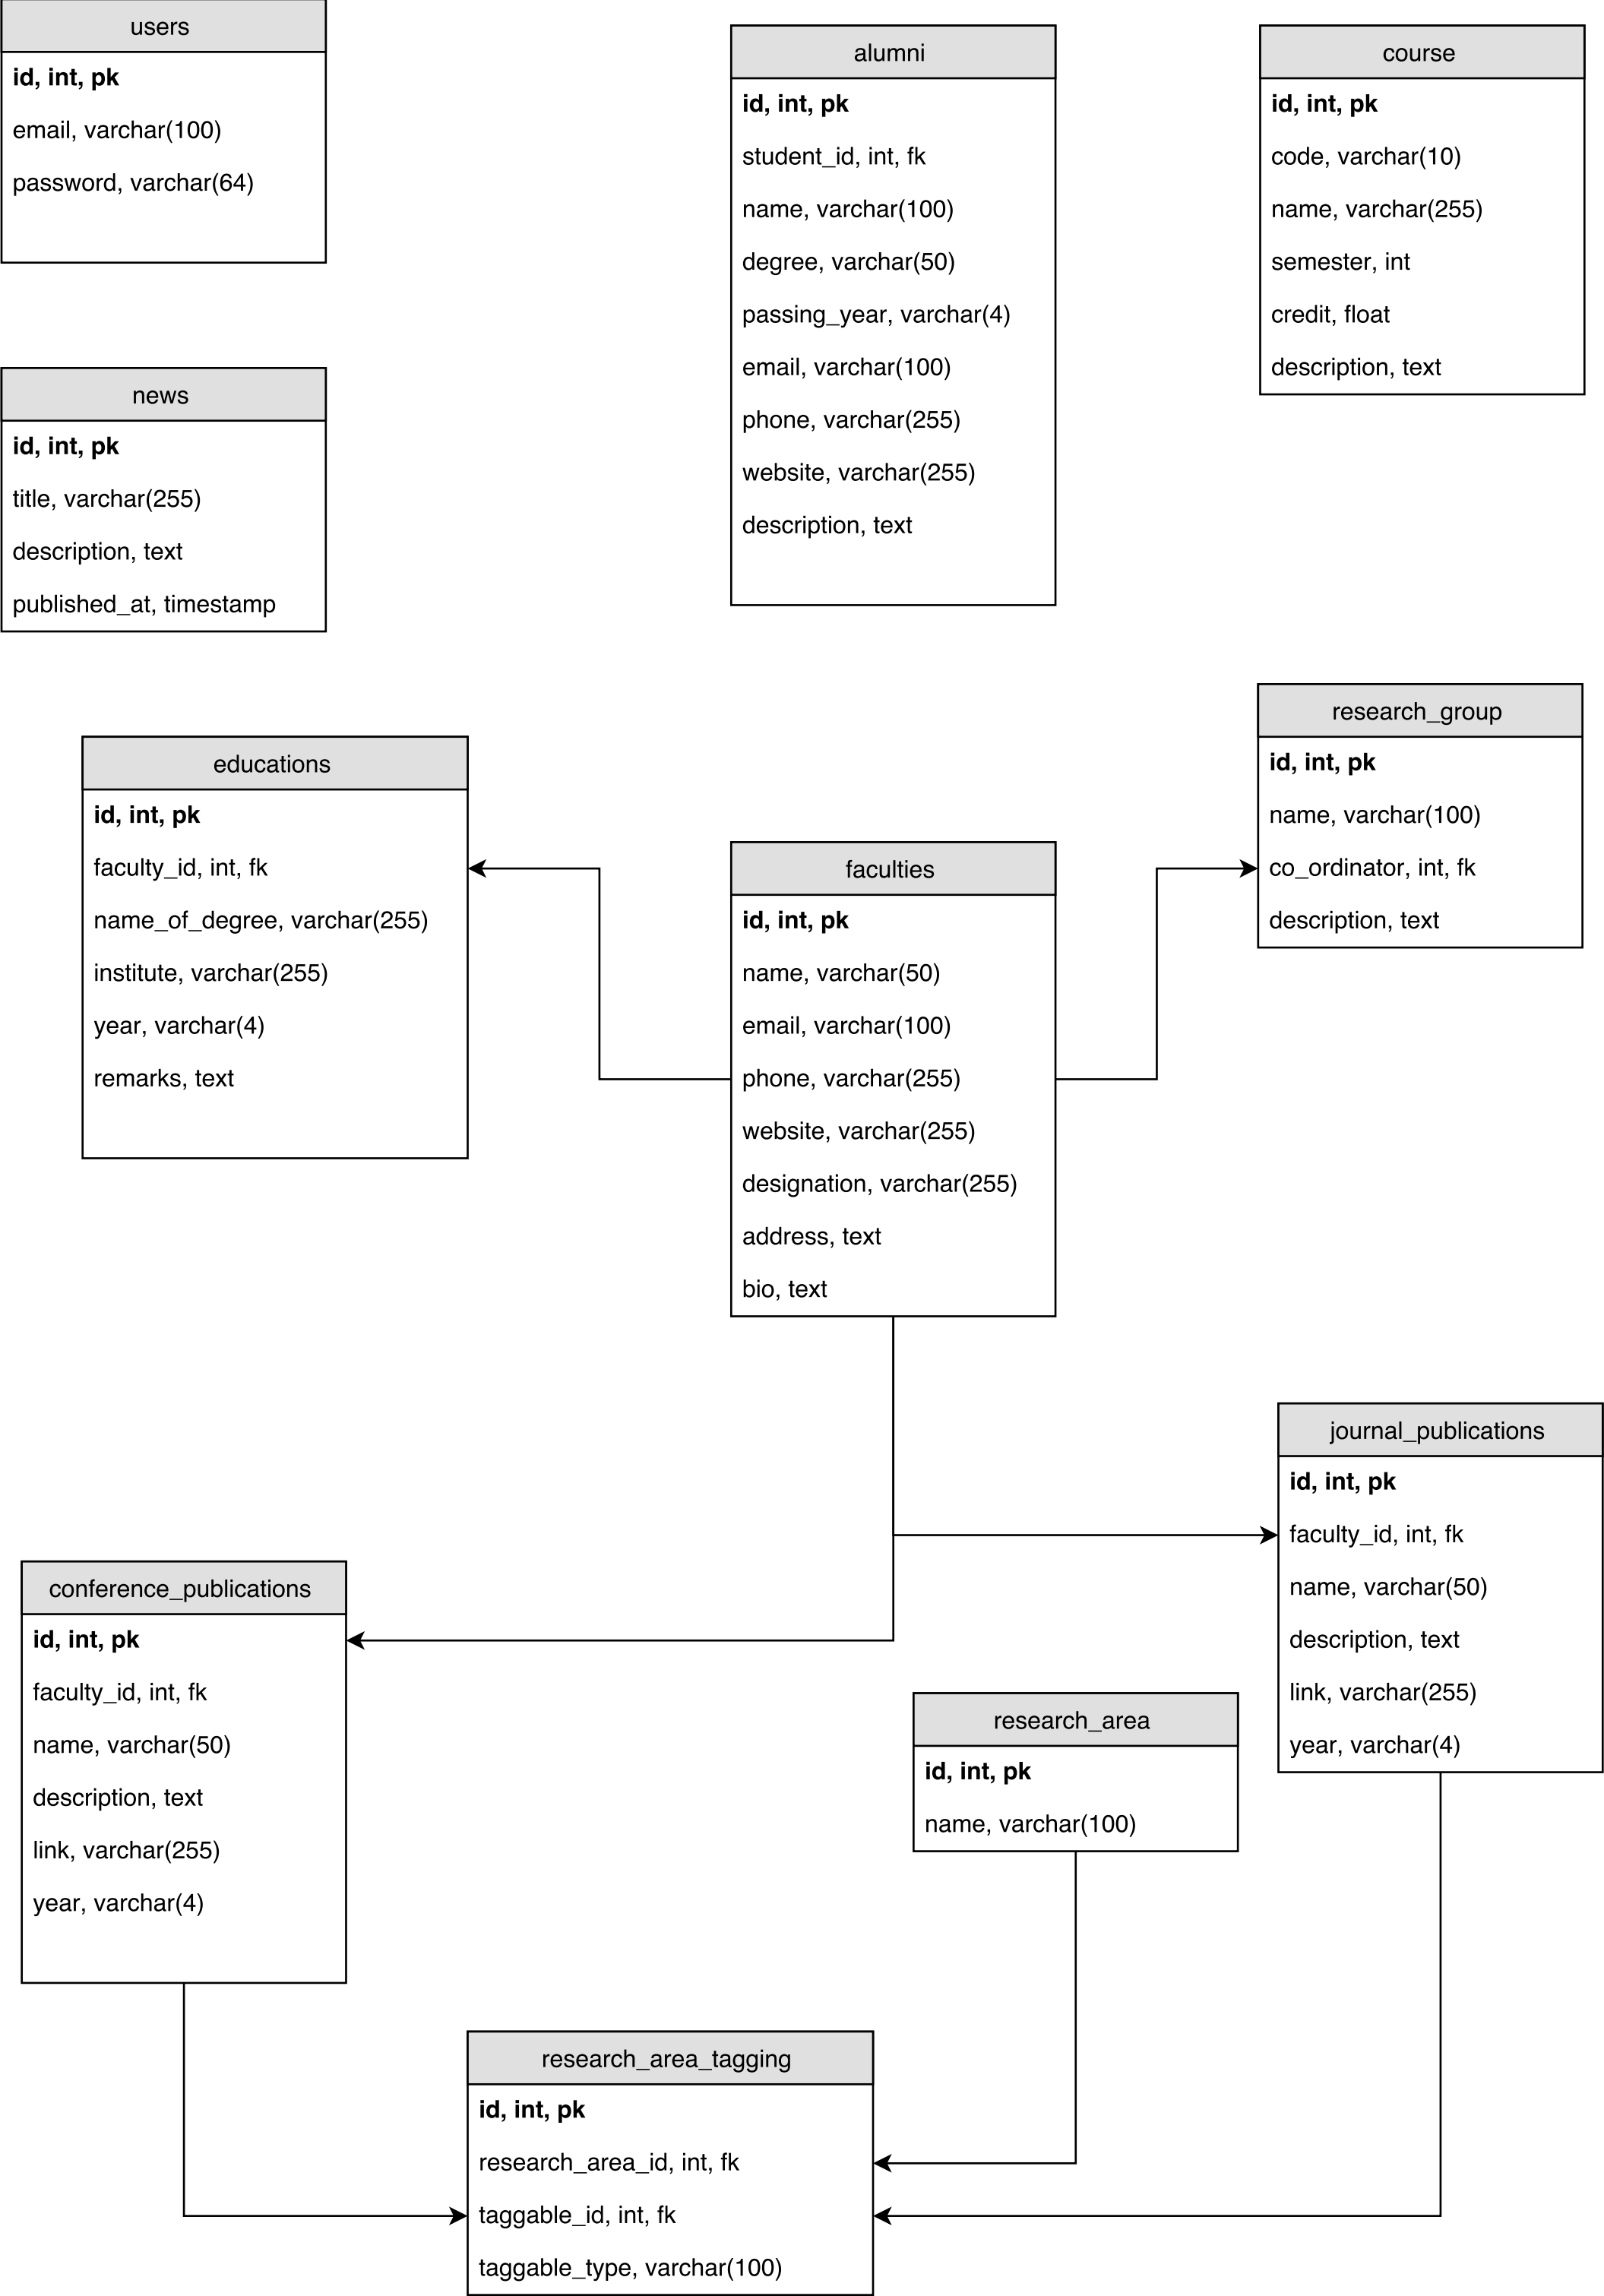 users
id, int, pk
email, varchar(100)
password, varchar(64)
alumni
id, int, pk
student_id, int, fk
name, varchar(100)
degree, varchar(50)
passing_year, varchar(4)
email, varchar(100)
phone, varchar(255)
website, varchar(255)
description, text
course
id, int, pk
code, varchar(10)
name, varchar(255)
semester, int
credit, float
description, text
news
id, int, pk
title, varchar(255)
description, text
published_at, timestamp
educations
id, int, pk
faculty_id, int, fk
name_of_degree, varchar(255)
institute, varchar(255)
year, varchar(4)
remarks, text
faculties
id, int, pk
name, varchar(50)
email, varchar(100)
phone, varchar(255)
website, varchar(255)
designation, varchar(255)
address, text
bio, text
research_group
id, int, pk
name, varchar(100)
co_ordinator, int, fk
description, text
journal_publications
id, int, pk
faculty_id, int, fk
name, varchar(50)
description, text
link, varchar(255)
year, varchar(4)
conference_publications
id, int, pk
faculty_id, int, fk
name, varchar(50)
description, text
link, varchar(255)
year, varchar(4)
research_area
id, int, pk
name, varchar(100)
research_area_tagging
id, int, pk
research_area_id, int, fk
taggable_id, int, fk
taggable_type, varchar(100)